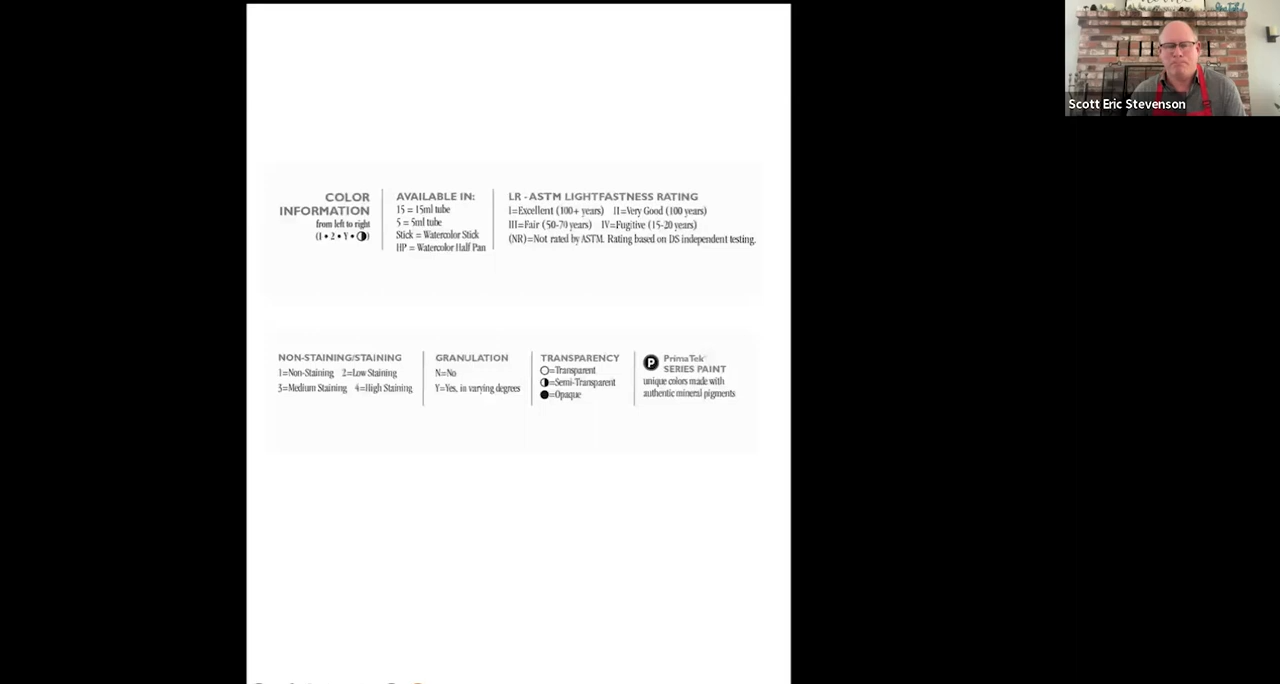 Scott Eric Stevenson
COLOR
INFORMATION
from left to right
(I • 2 • Y • ◑)
AVAILABLE IN:
15 = 15ml tube
5 = 5ml tube
Stick = Watercolor Stick
HP = Watercolor Half Pan
LR - ASTM LIGHTFASTNESS RATING
I=Excellent (100+ years) II=Very Good (100 years)
III=Fair (50-70 years) IV=Fugitive (15-20 years)
(NR)=Not rated by ASTM. Rating based on DS independent testing.
NON-STAINING/STAINING
1=Non-Staining 2=Low Staining
3=Medium Staining 4=High Staining
GRANULATION
N=No
Y=Yes, in varying degrees
TRANSPARENCY
○=Transparent
◑=Semi-Transparent
●=Opaque
P PrimaTek
SERIES PAINT
unique colors made with
authentic mineral pigments